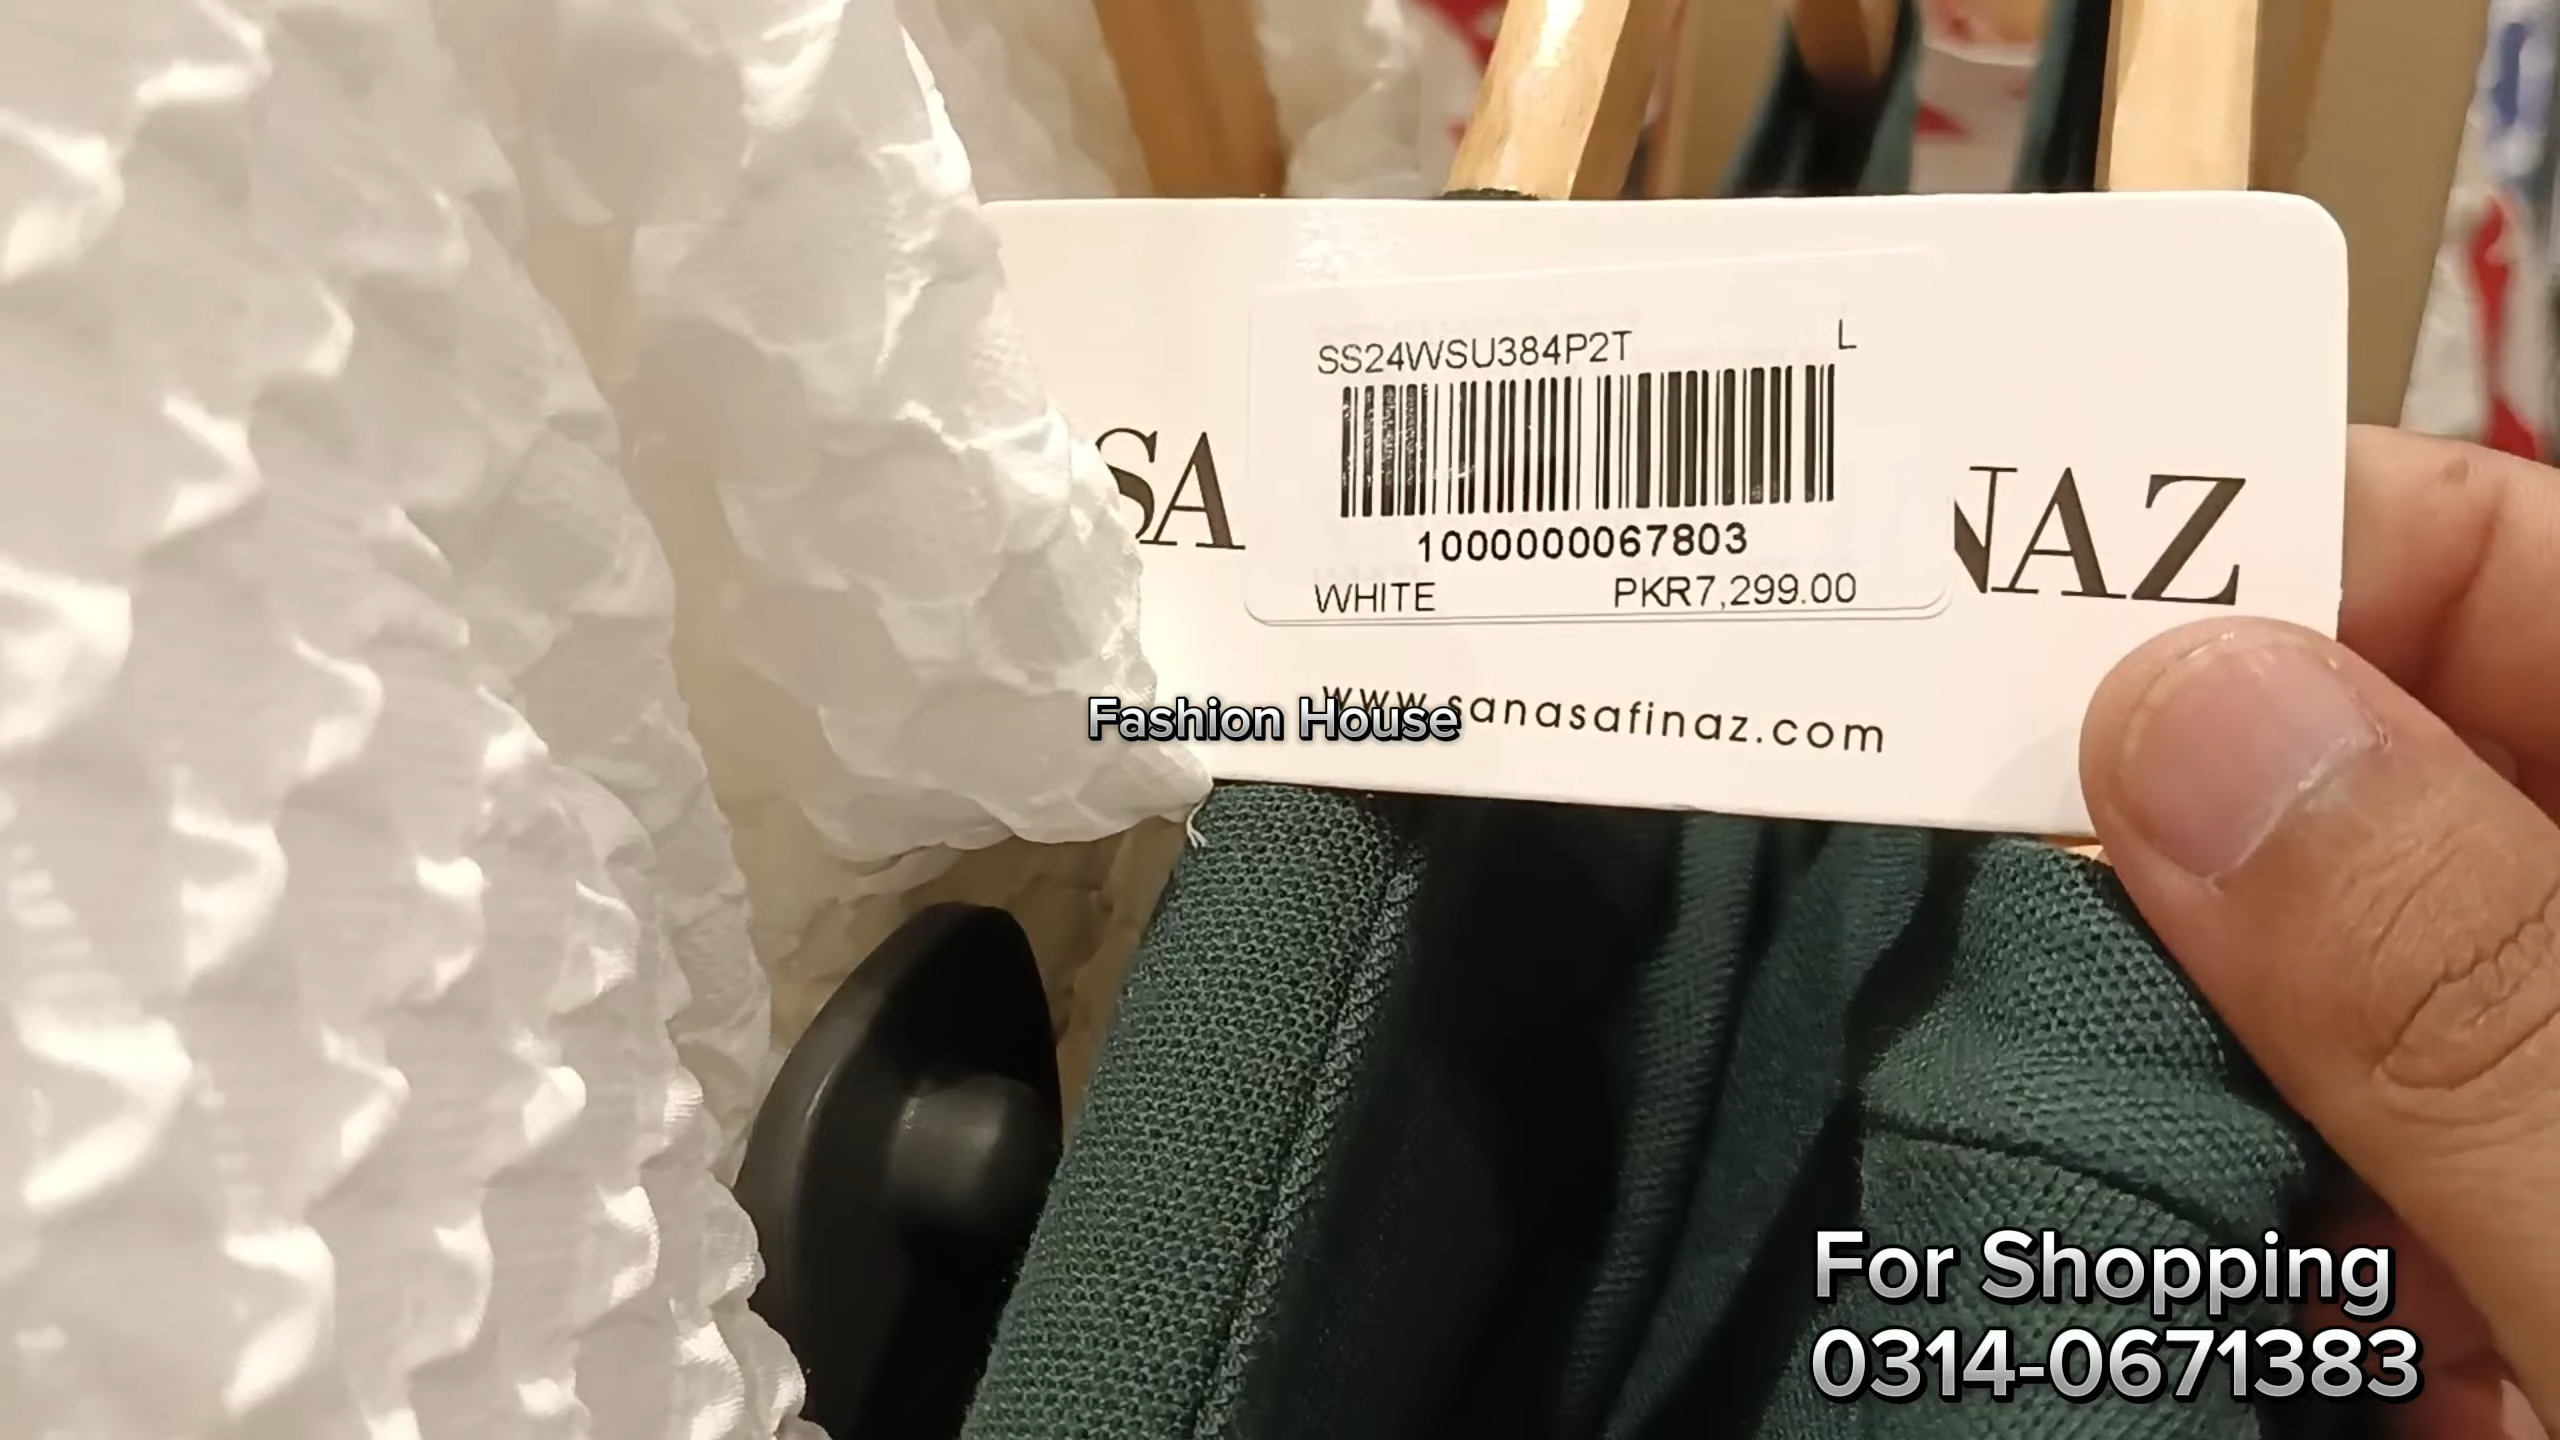 SS24WSU384P2T L
SA NAZ
1000000067803
WHITE PKR7,299.00
www.sanasafinaz.com
Fashion House
For Shopping
0314-0671383